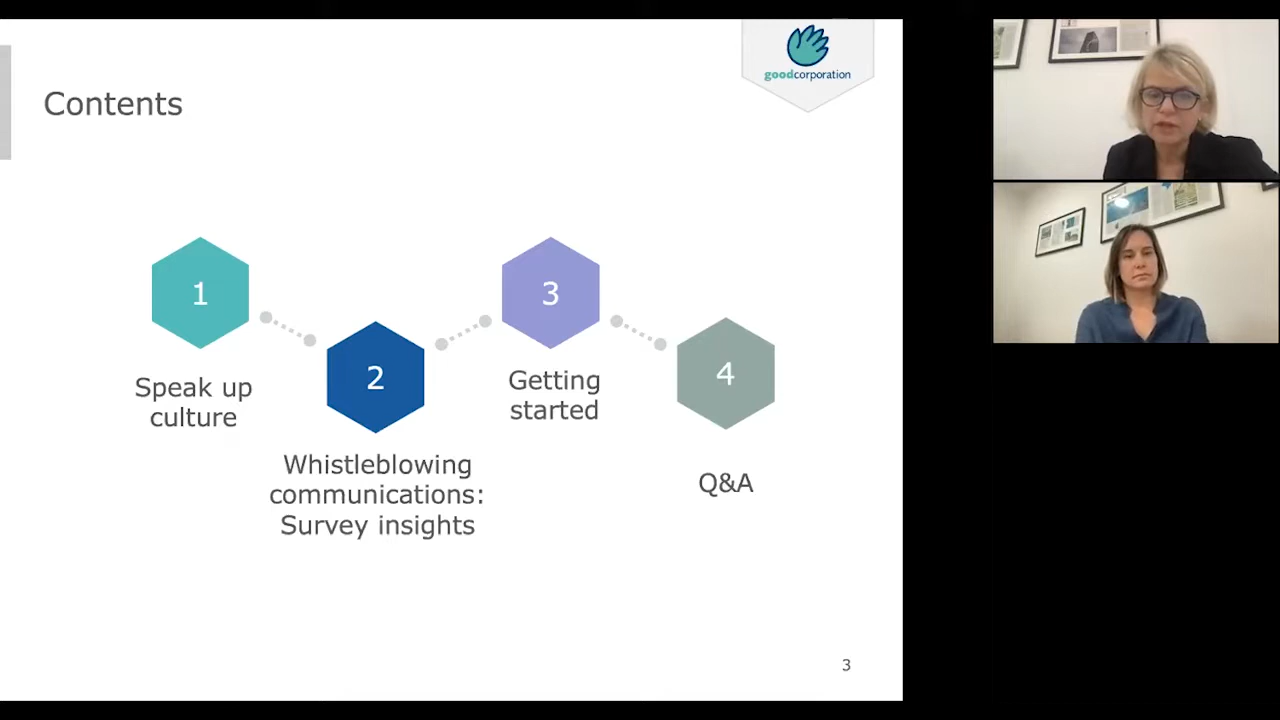 goodcorporation
Contents
1
Speak up
culture
2
Whistleblowing
communications:
Survey insights
3
Getting
started
4
Q&A
3